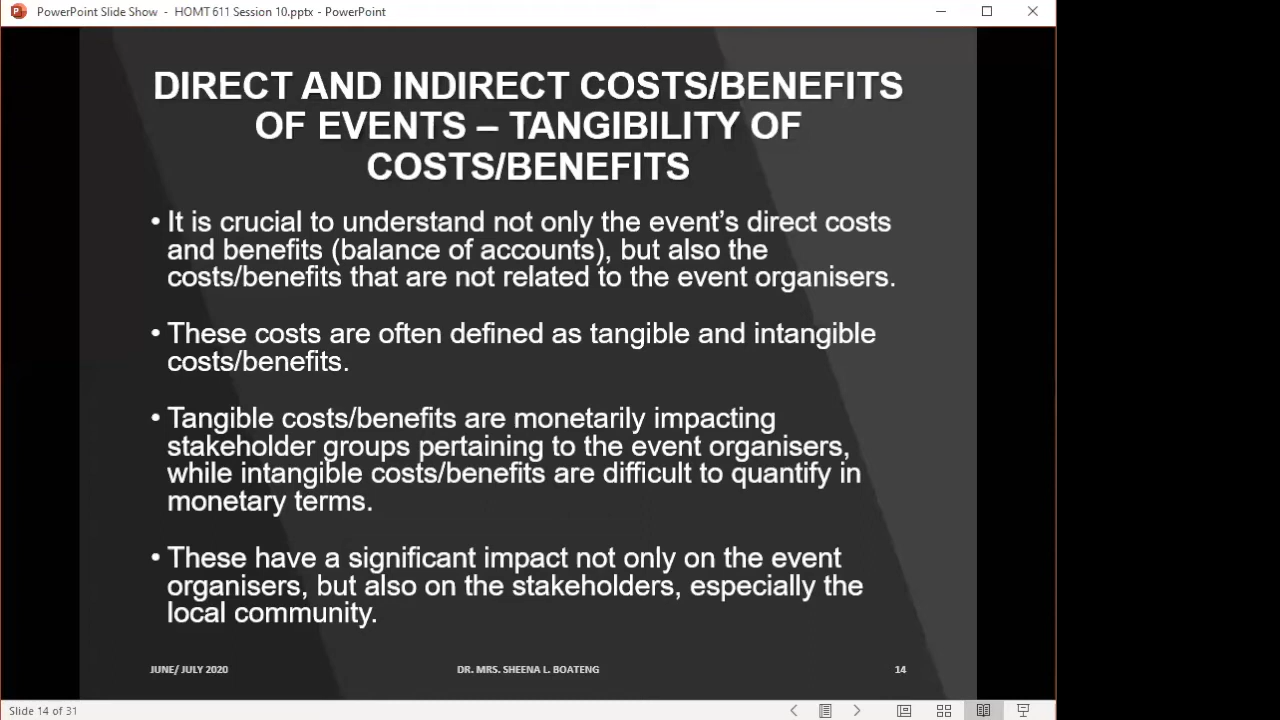 PowerPoint Slide Show - HOMT 611 Session 10.pptx - PowerPoint
DIRECT AND INDIRECT COSTS/BENEFITS
OF EVENTS – TANGIBILITY OF
COSTS/BENEFITS
• It is crucial to understand not only the event's direct costs
and benefits (balance of accounts), but also the
costs/benefits that are not related to the event organisers.
• These costs are often defined as tangible and intangible
costs/benefits.
• Tangible costs/benefits are monetarily impacting
stakeholder groups pertaining to the event organisers,
while intangible costs/benefits are difficult to quantify in
monetary terms.
• These have a significant impact not only on the event
organisers, but also on the stakeholders, especially the
local community.
JUNE/ JULY 2020 DR. MRS. SHEENA L. BOATENG 14
Slide 14 of 31